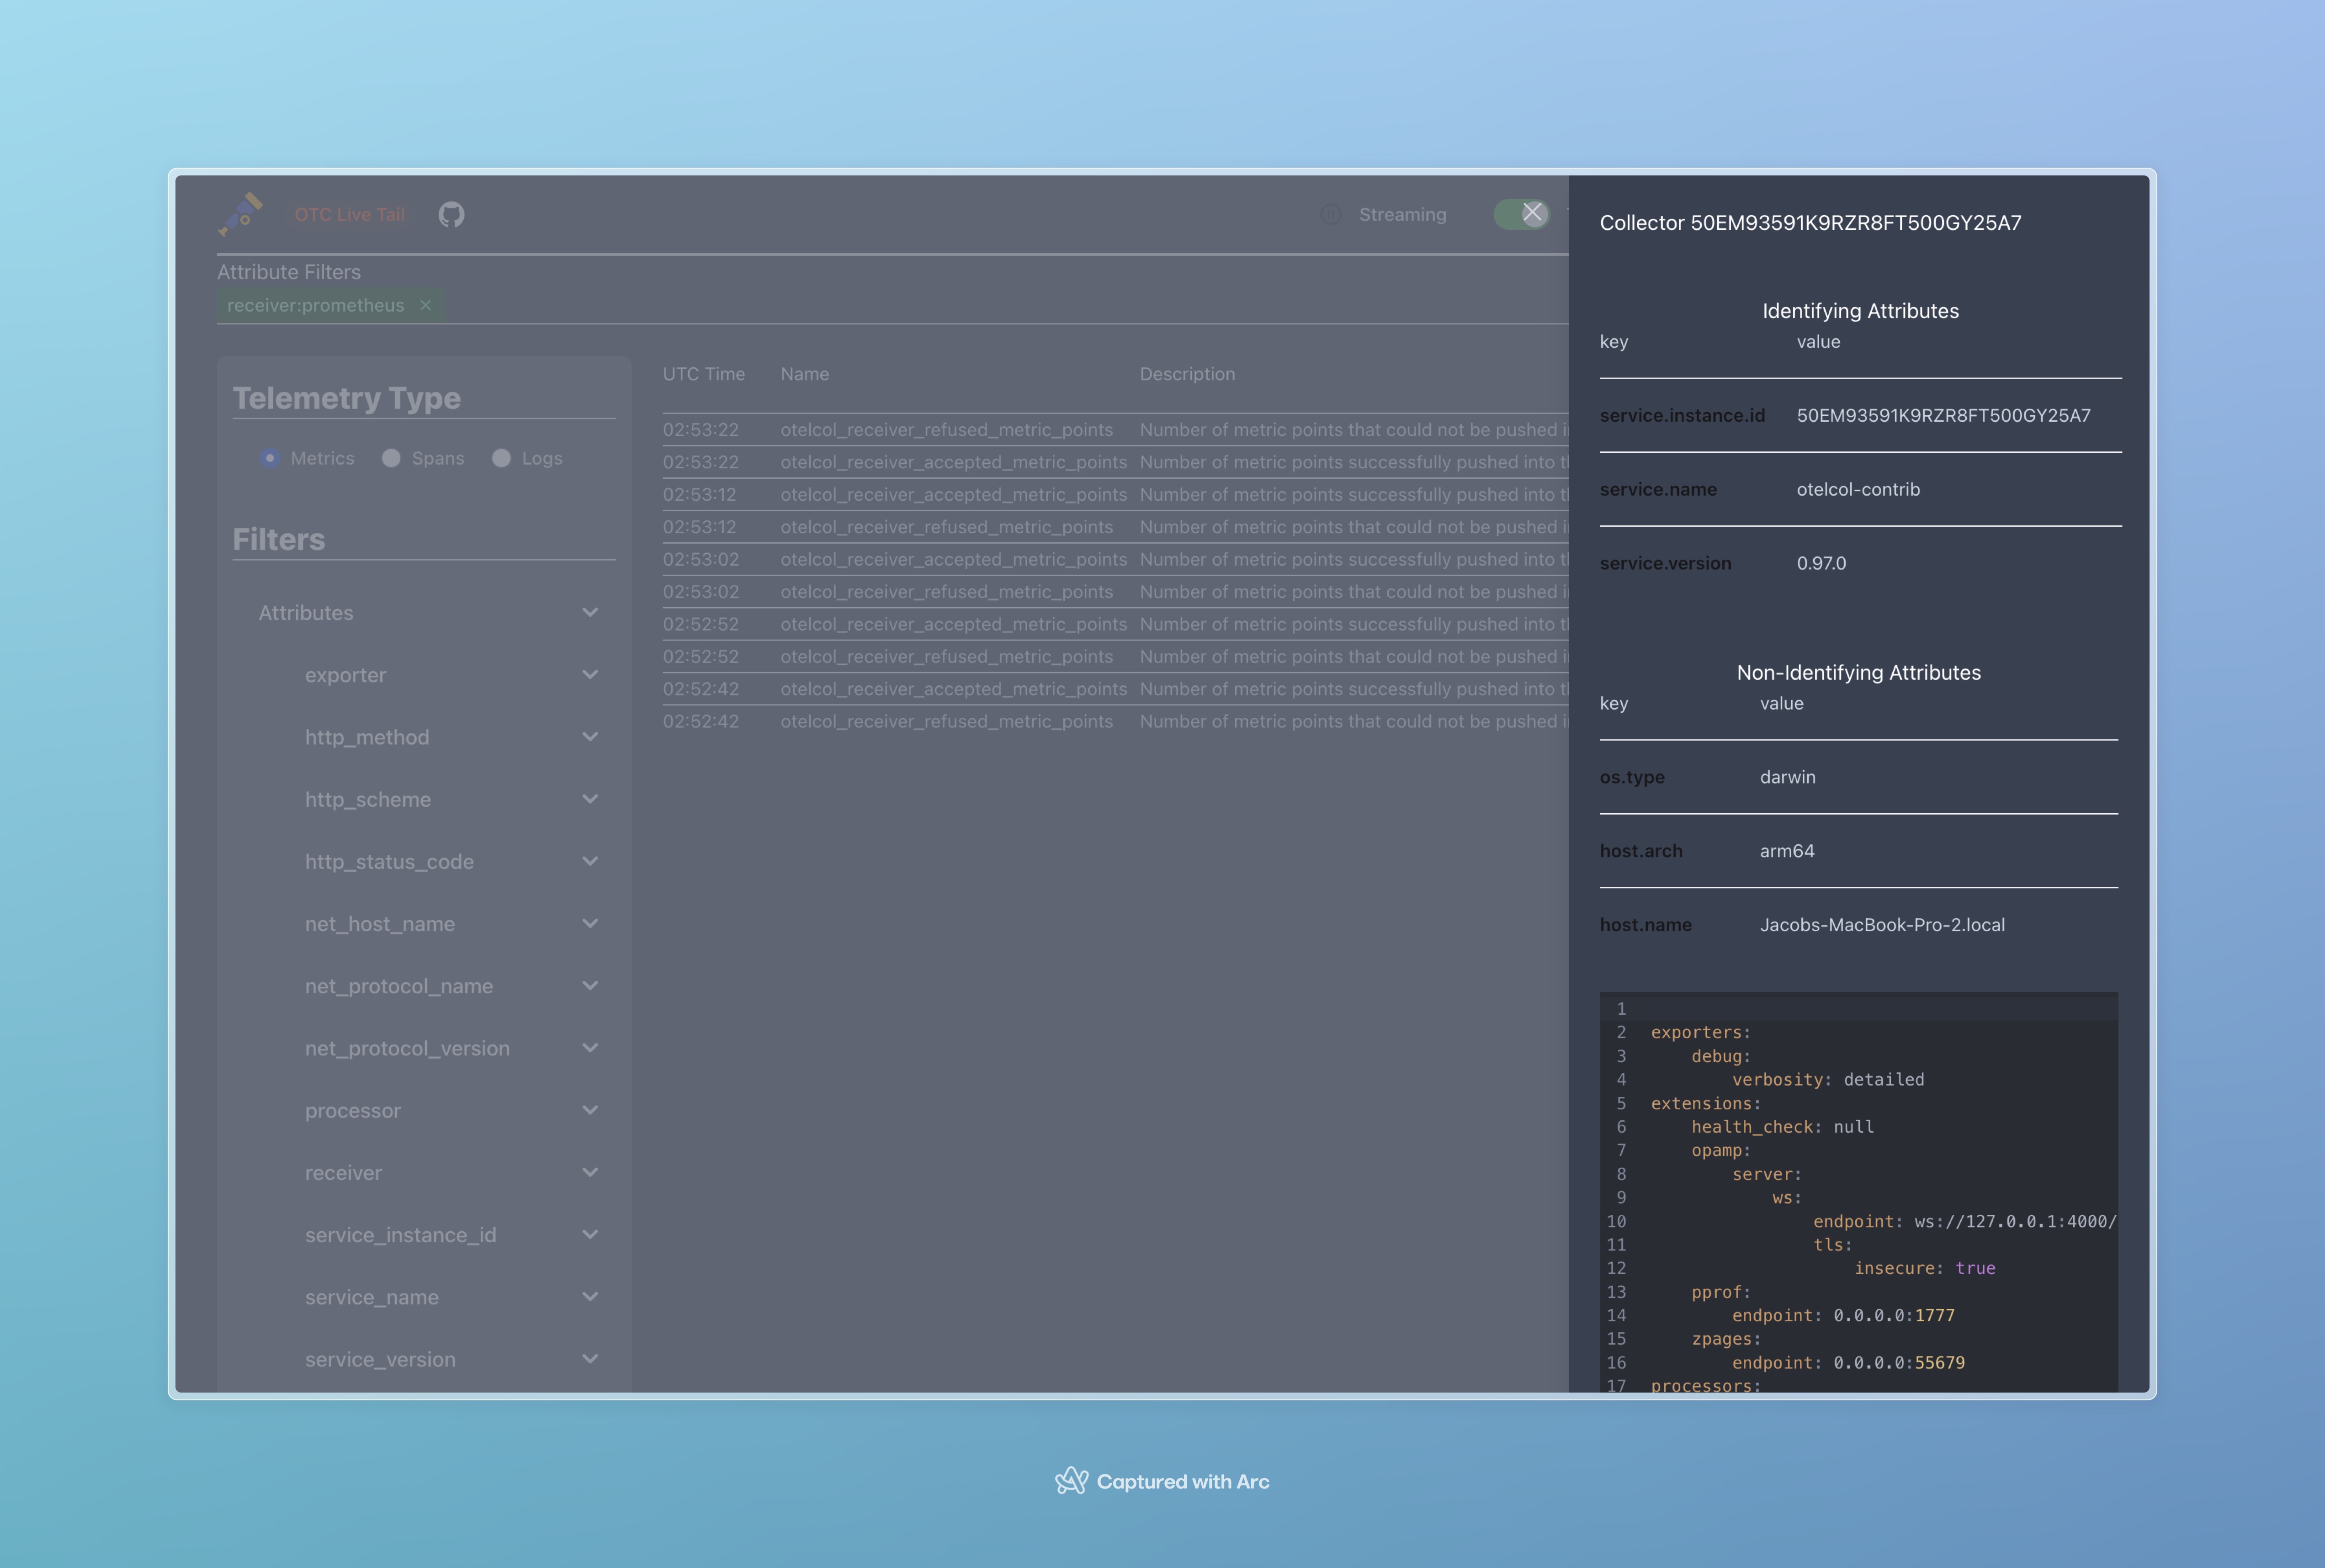 OTC Live Tail
Streaming
Attribute Filters
receiver:prometheus ×
Telemetry Type
Metrics Spans Logs
Filters
Attributes
exporter
http_method
http_scheme
http_status_code
net_host_name
net_protocol_name
net_protocol_version
processor
receiver
service_instance_id
service_name
service_version
UTC Time Name Description
02:53:22 otelcol_receiver_refused_metric_points Number of metric points that could not be pushed
02:53:22 otelcol_receiver_accepted_metric_points Number of metric points successfully pushed into
02:53:12 otelcol_receiver_accepted_metric_points Number of metric points successfully pushed into
02:53:12 otelcol_receiver_refused_metric_points Number of metric points that could not be pushed
02:53:02 otelcol_receiver_accepted_metric_points Number of metric points successfully pushed into
02:53:02 otelcol_receiver_refused_metric_points Number of metric points that could not be pushed
02:52:52 otelcol_receiver_accepted_metric_points Number of metric points successfully pushed into
02:52:52 otelcol_receiver_refused_metric_points Number of metric points that could not be pushed
02:52:42 otelcol_receiver_accepted_metric_points Number of metric points successfully pushed into
02:52:42 otelcol_receiver_refused_metric_points Number of metric points that could not be pushed
Collector 50EM93591K9RZR8FT500GY25A7
Identifying Attributes
key value
service.instance.id 50EM93591K9RZR8FT500GY25A7
service.name otelcol-contrib
service.version 0.97.0
Non-Identifying Attributes
key value
os.type darwin
host.arch arm64
host.name Jacobs-MacBook-Pro-2.local
1
2 exporters:
3 debug:
4 verbosity: detailed
5 extensions:
6 health_check: null
7 opamp:
8 server:
9 ws:
10 endpoint: ws://127.0.0.1:4000/
11 tls:
12 insecure: true
13 pprof:
14 endpoint: 0.0.0.0:1777
15 zpages:
16 endpoint: 0.0.0.0:55679
17 processors:
Captured with Arc